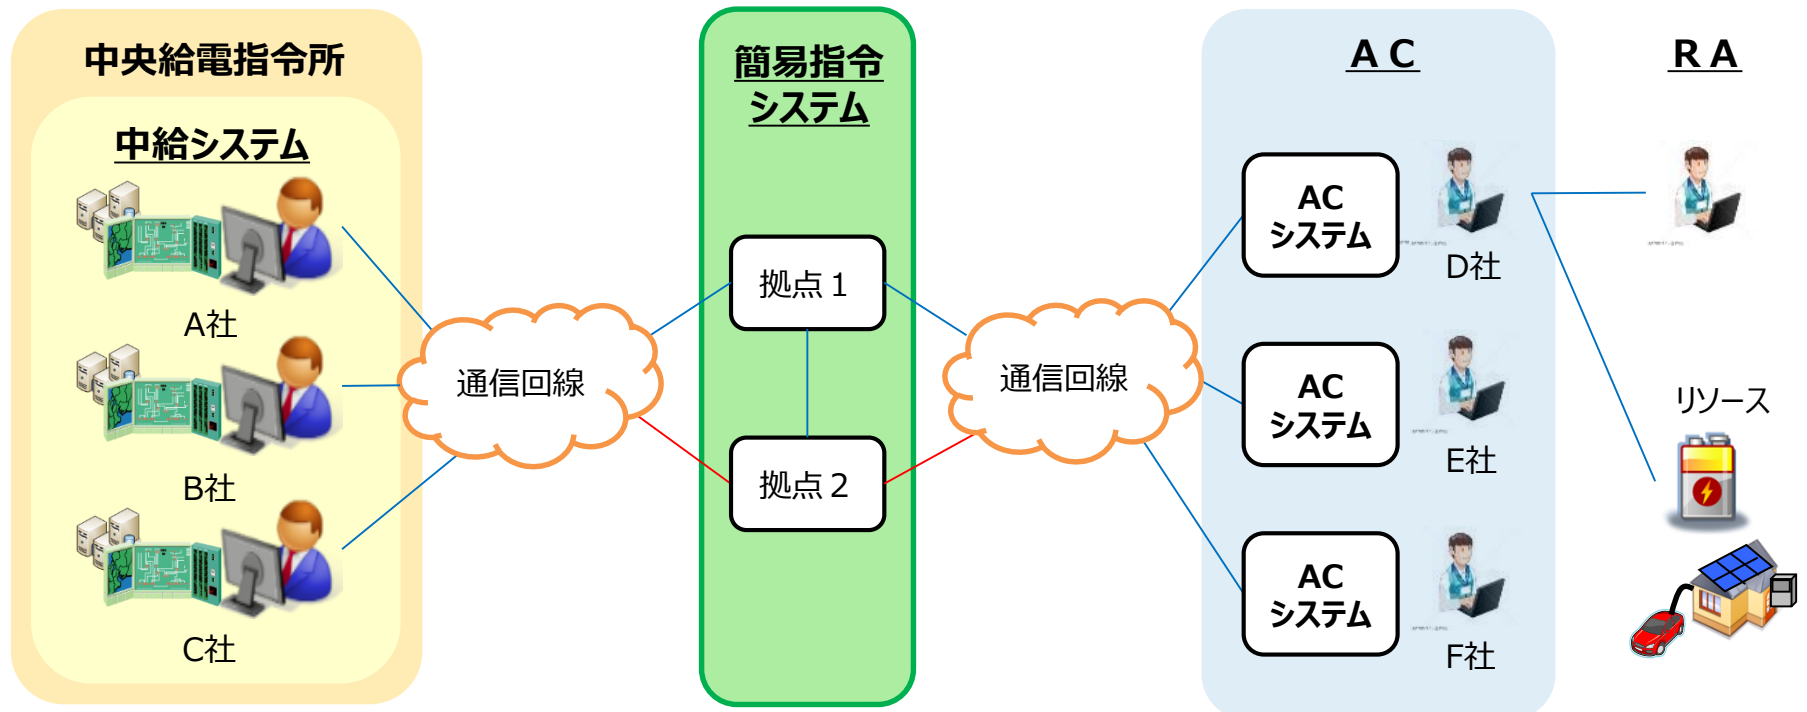 中央給電指令所
中給システム
A社
B社
C社
通信回線
簡易指令
システム
拠点１
拠点２
通信回線
ＡＣ
AC
システム
D社
AC
システム
E社
AC
システム
F社
ＲＡ
リソース